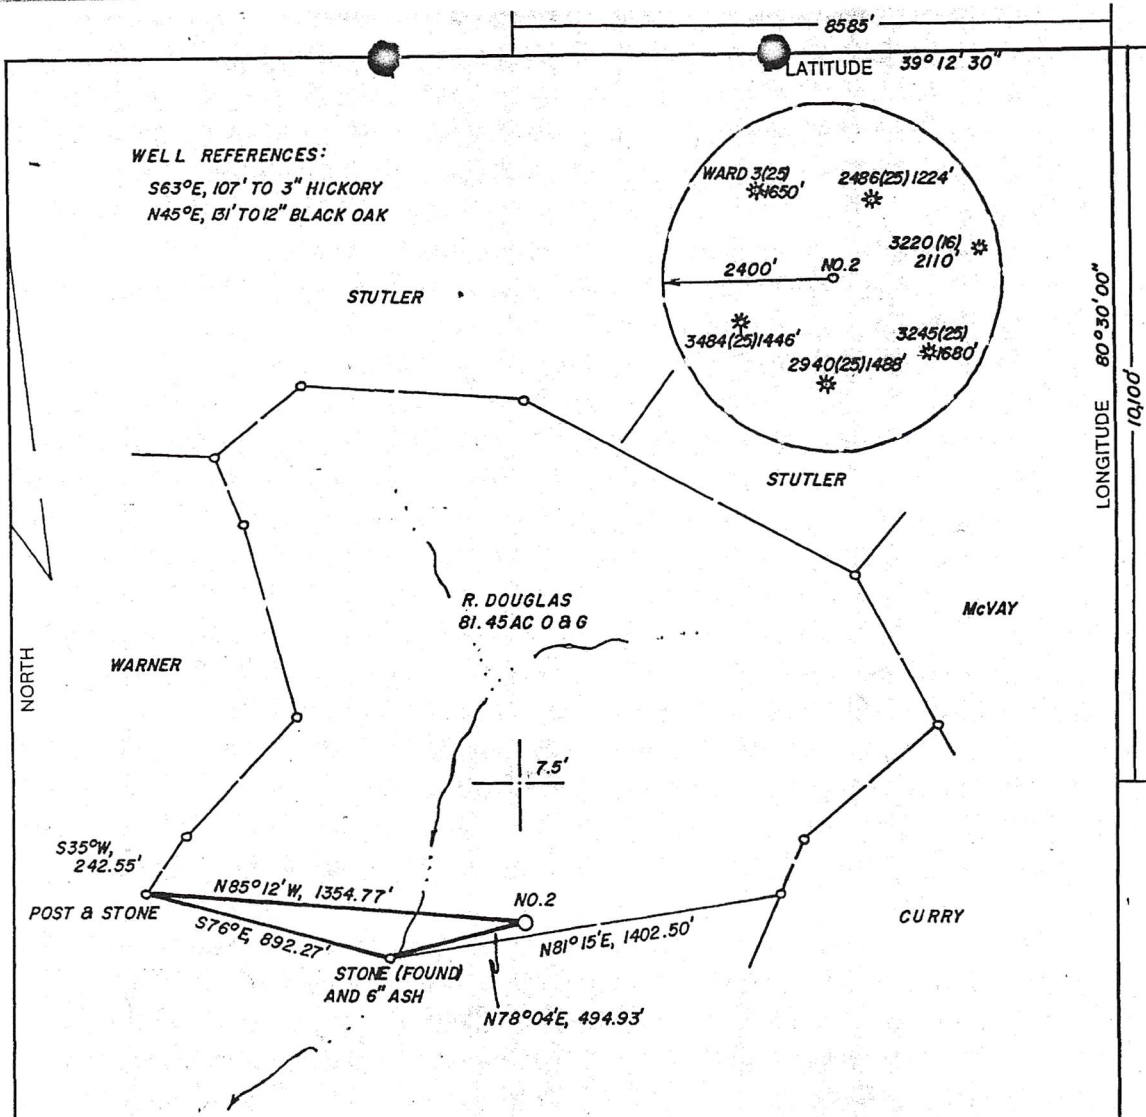 8585'
LATITUDE 39° 12' 30"
WELL REFERENCES:
S63°E, 107' TO 3" HICKORY
N45°E, 131' TO 12" BLACK OAK
WARD 3(25)
1650'
2486(25)1224'
3220(16)
2110'
2400'
NO.2
3484(25)1446'
3245(25)
1680'
2940(25)1488'
STUTLER
STUTLER
LONGITUDE 80° 30' 00"
10,100'
R. DOUGLAS
81.45 AC O & G
McVAY
WARNER
NORTH
7.5'
S35°W,
242.55'
N85°12'W, 1354.77'
NO.2
POST & STONE
S76°E, 892.27'
N81°15'E, 1402.50'
CURRY
STONE (FOUND)
AND 6" ASH
N78°04'E, 494.93'